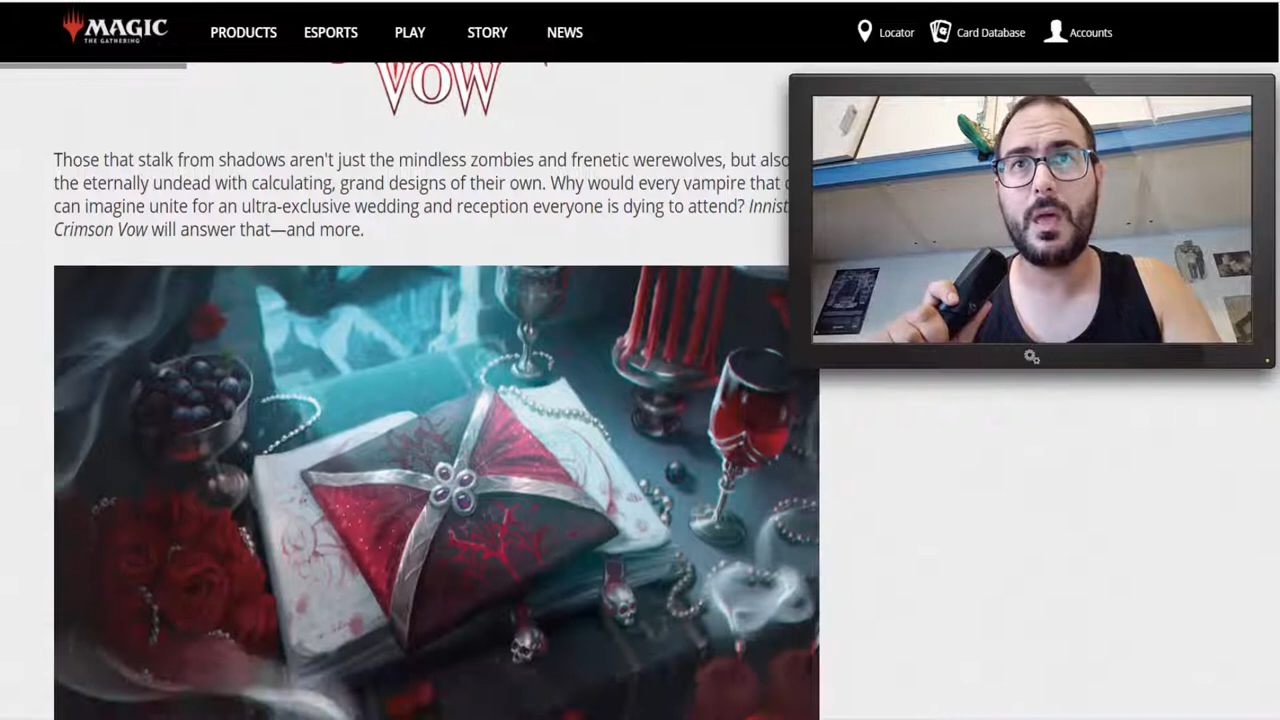 MAGIC
THE GATHERING
PRODUCTS ESPORTS PLAY STORY NEWS
Locator Card Database Accounts
VOW
Those that stalk from shadows aren't just the mindless zombies and frenetic werewolves, but also
the eternally undead with calculating, grand designs of their own. Why would every vampire that
can imagine unite for an ultra-exclusive wedding and reception everyone is dying to attend? Innist
Crimson Vow will answer that—and more.